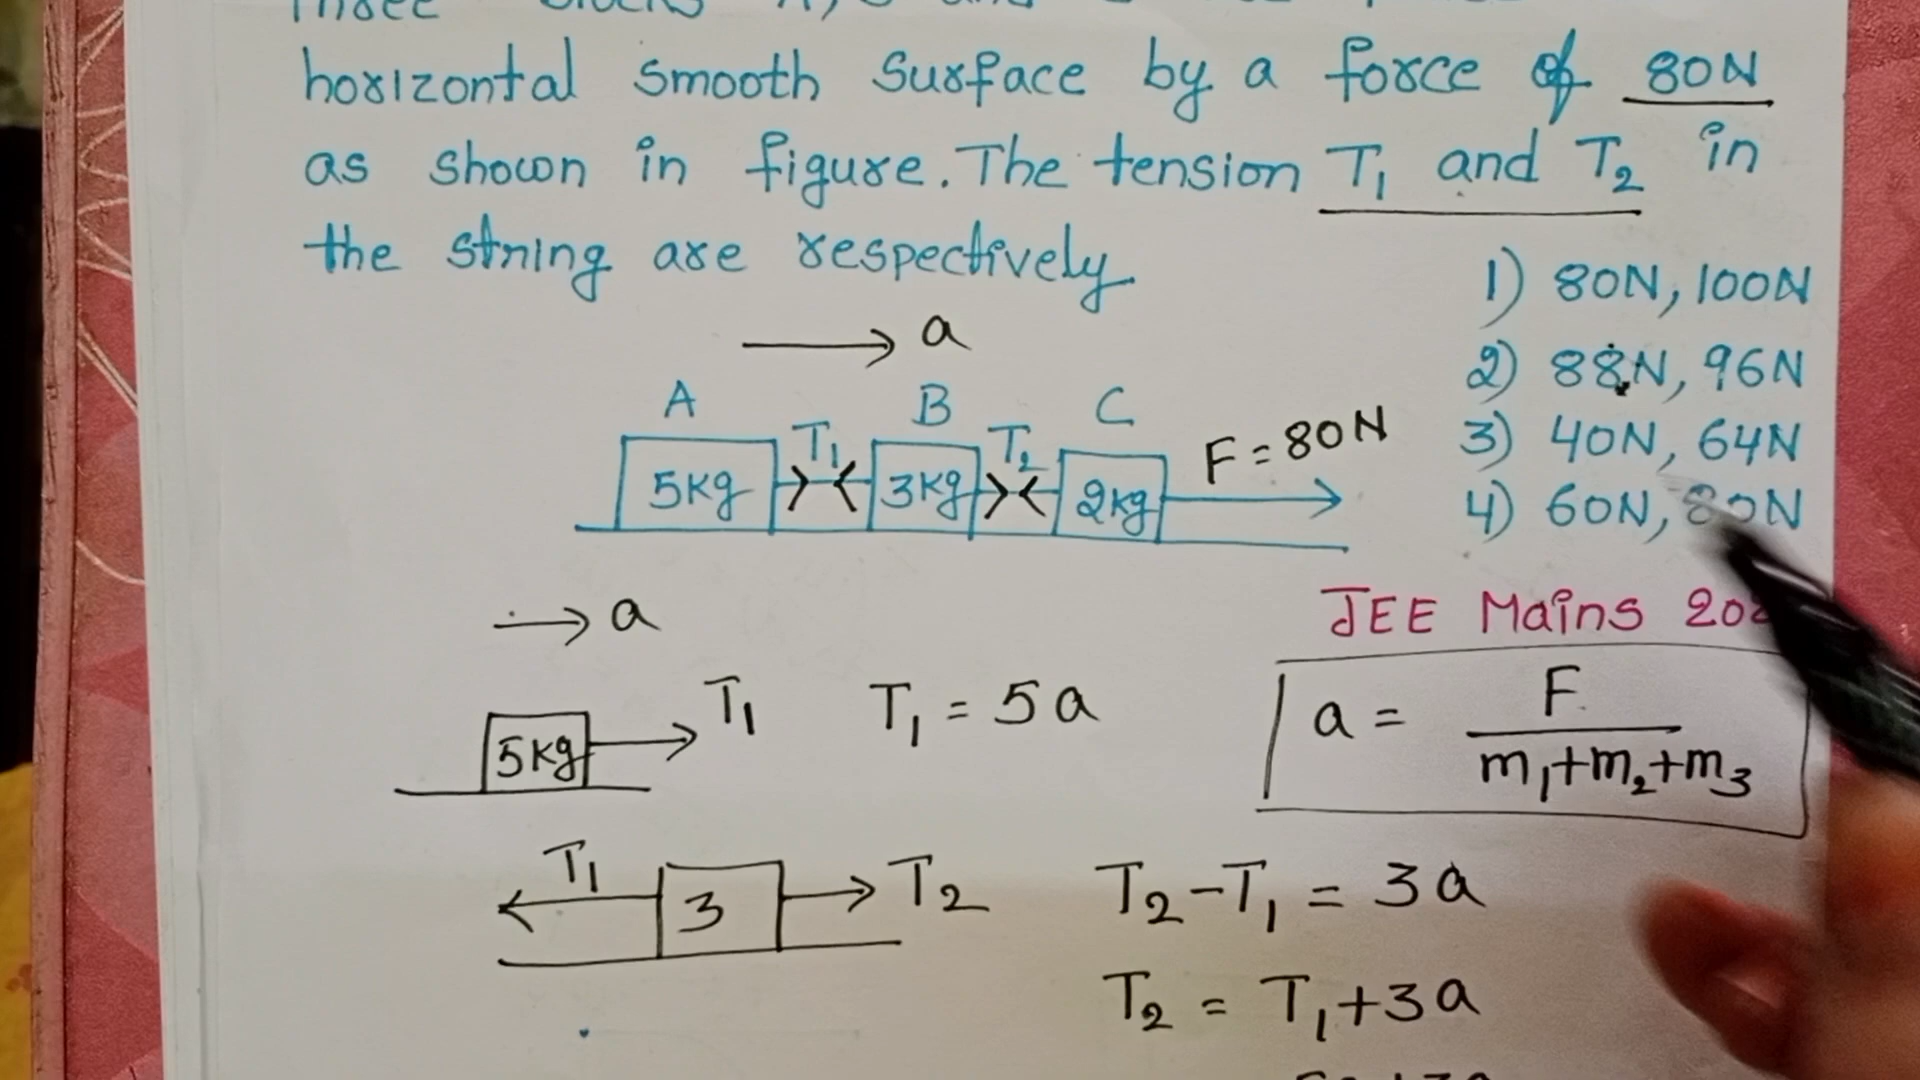 horizontal smooth surface by a force of 80N
as shown in figure. The tension T₁ and T₂ in
the string are respectively
1) 80N, 100N
2) 88N, 96N
3) 40N, 64N
4) 60N, 80N
a
A B C
T₁ T₂
5kg 3kg 2kg
F = 80N
JEE Mains
a
5kg T₁
T₁ = 5a
a = F / m₁+m₂+m₃
T₁ 3 T₂
T₂ - T₁ = 3a
T₂ = T₁ + 3a